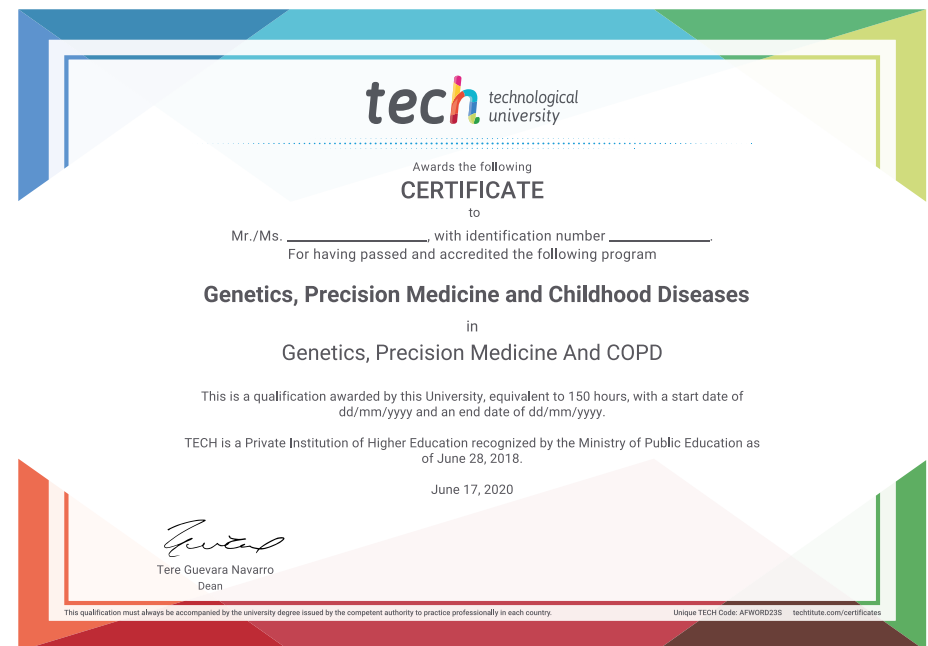 tech technological
university
Awards the following
CERTIFICATE
to
Mr./Ms. ____________________, with identification number ______________.
For having passed and accredited the following program
Genetics, Precision Medicine and Childhood Diseases
in
Genetics, Precision Medicine And COPD
This is a qualification awarded by this University, equivalent to 150 hours, with a start date of
dd/mm/yyyy and an end date of dd/mm/yyyy.
TECH is a Private Institution of Higher Education recognized by the Ministry of Public Education as
of June 28, 2018.
June 17, 2020
Tere Guevara Navarro
Dean
This qualification must always be accompanied by the university degree issued by the competent authority to practice professionally in each country. Unique TECH Code: AFWORD23S techtitute.com/certificates